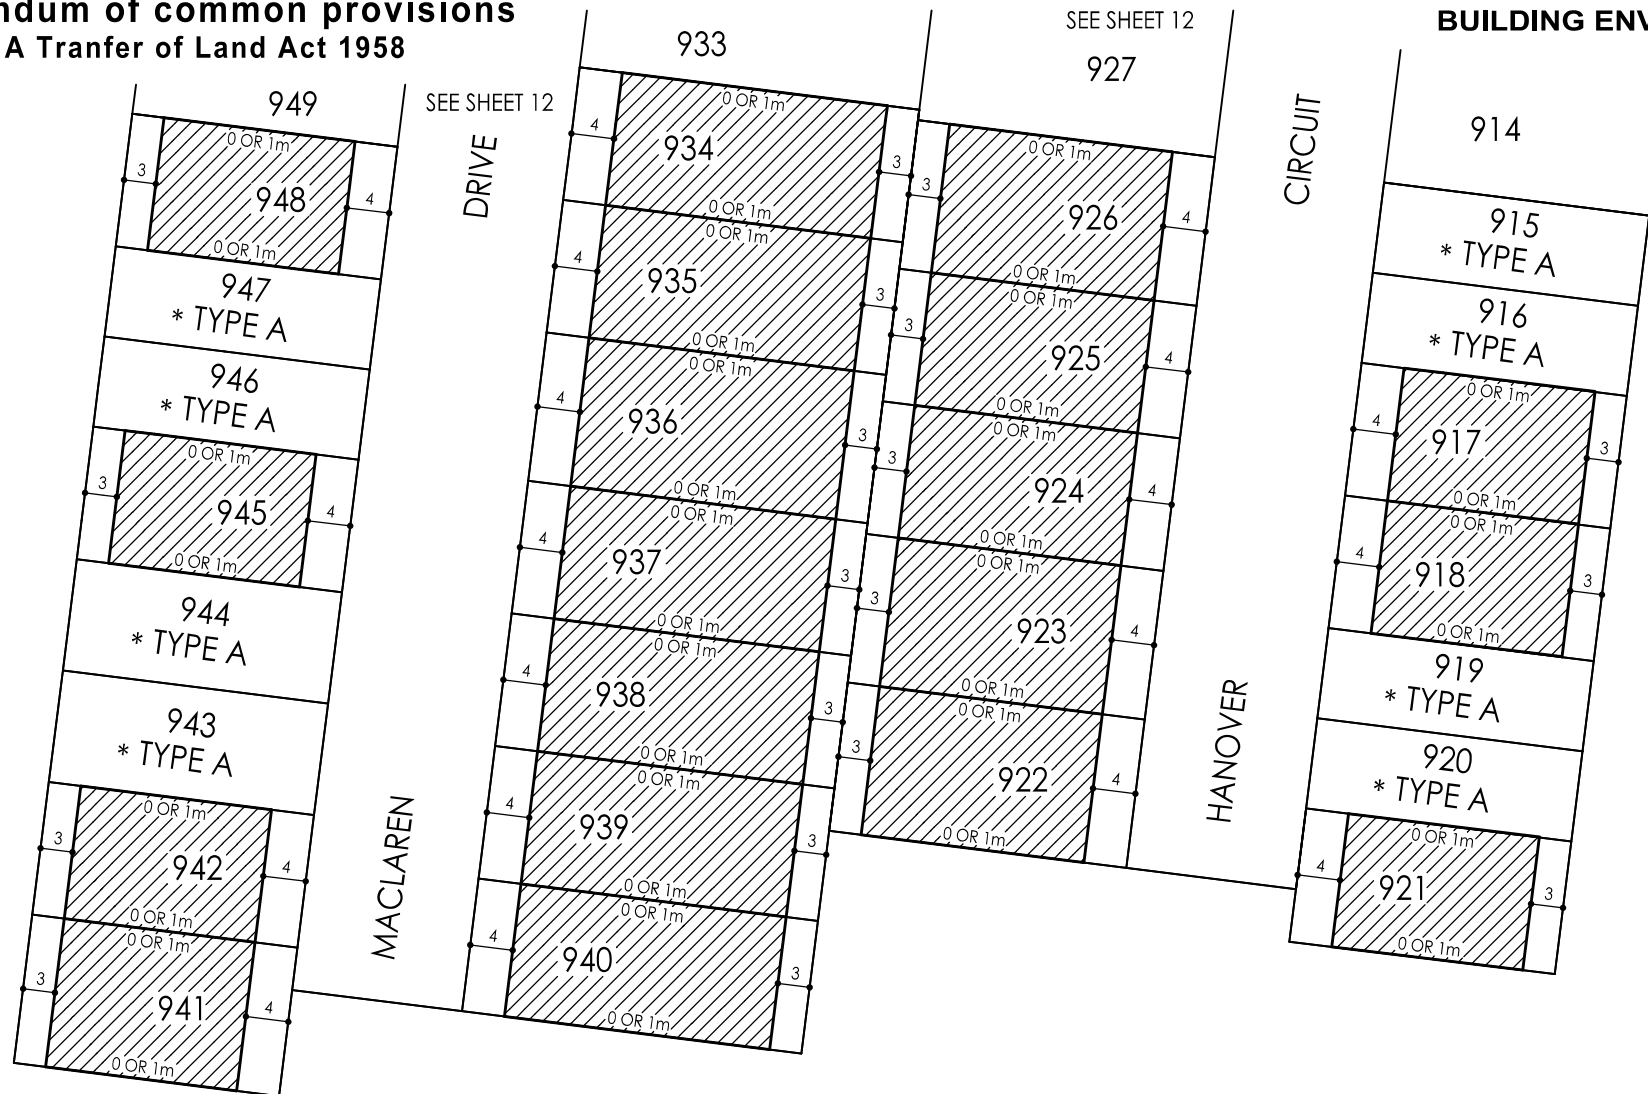 ndum of common provisions
A Tranfer of Land Act 1958
BUILDING ENV
SEE SHEET 12
SEE SHEET 12
933
927
949
914
DRIVE
CIRCUIT
MACLAREN
HANOVER
0 OR 1m
3
948
4
0 OR 1m
947
* TYPE A
946
* TYPE A
0 OR 1m
3
945
4
0 OR 1m
944
* TYPE A
943
* TYPE A
0 OR 1m
3
942
4
0 OR 1m
0 OR 1m
3
941
4
0 OR 1m
0 OR 1m
4
934
3
0 OR 1m
0 OR 1m
4
935
3
0 OR 1m
0 OR 1m
4
936
3
0 OR 1m
0 OR 1m
4
937
3
0 OR 1m
0 OR 1m
4
938
3
0 OR 1m
0 OR 1m
4
939
3
0 OR 1m
0 OR 1m
4
940
3
0 OR 1m
0 OR 1m
3
926
4
0 OR 1m
0 OR 1m
3
925
4
0 OR 1m
0 OR 1m
3
924
4
0 OR 1m
0 OR 1m
3
923
4
0 OR 1m
0 OR 1m
3
922
4
0 OR 1m
915
* TYPE A
916
* TYPE A
0 OR 1m
4
917
3
0 OR 1m
0 OR 1m
4
918
3
0 OR 1m
919
* TYPE A
920
* TYPE A
0 OR 1m
4
921
3
0 OR 1m